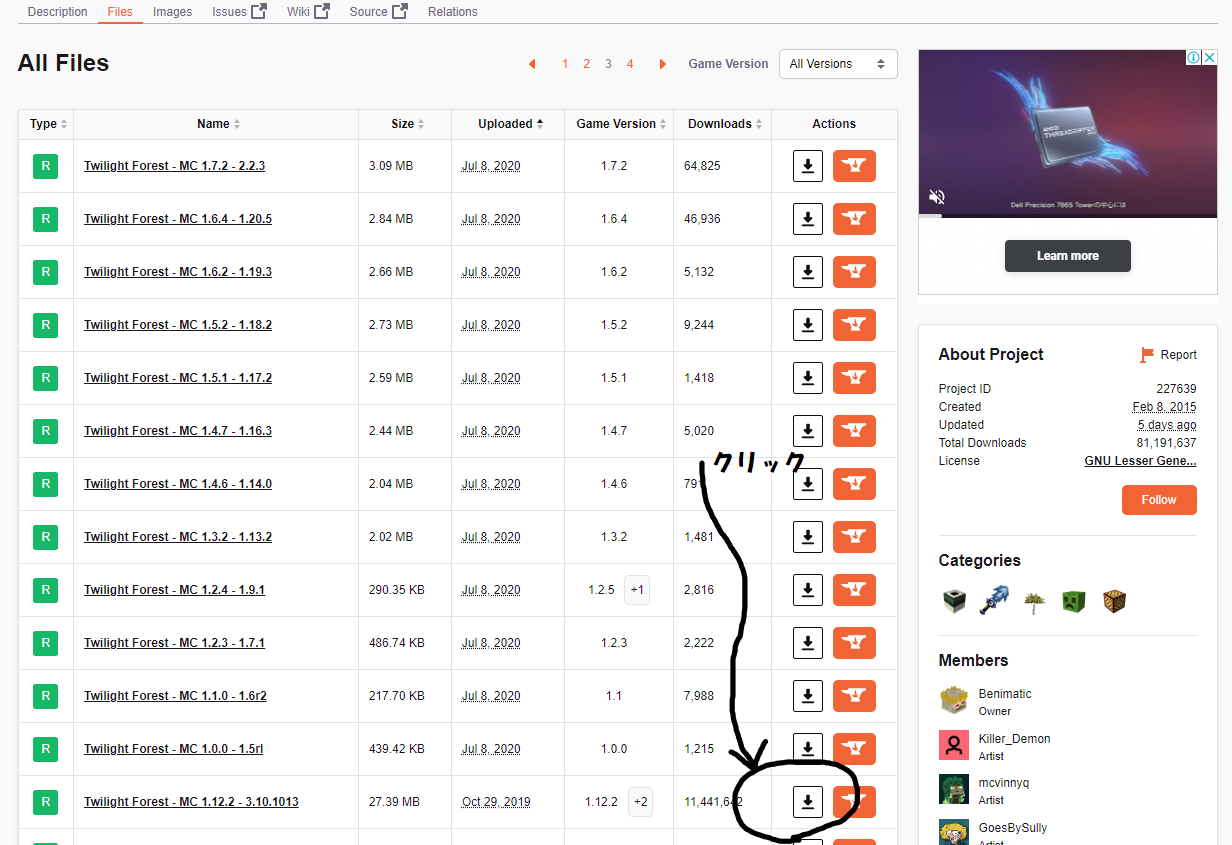 Description Files Images Issues Wiki Source Relations
All Files
1 2 3 4 Game Version All Versions
Type Name Size Uploaded Game Version Downloads Actions
R Twilight Forest - MC 1.7.2 - 2.2.3 3.09 MB Jul 8, 2020 1.7.2 64,825
R Twilight Forest - MC 1.6.4 - 1.20.5 2.84 MB Jul 8, 2020 1.6.4 46,936
R Twilight Forest - MC 1.6.2 - 1.19.3 2.66 MB Jul 8, 2020 1.6.2 5,132
R Twilight Forest - MC 1.5.2 - 1.18.2 2.73 MB Jul 8, 2020 1.5.2 9,244
R Twilight Forest - MC 1.5.1 - 1.17.2 2.59 MB Jul 8, 2020 1.5.1 1,418
R Twilight Forest - MC 1.4.7 - 1.16.3 2.44 MB Jul 8, 2020 1.4.7 5,020
クリック
R Twilight Forest - MC 1.4.6 - 1.14.0 2.04 MB Jul 8, 2020 1.4.6
R Twilight Forest - MC 1.3.2 - 1.13.2 2.02 MB Jul 8, 2020 1.3.2 1,481
R Twilight Forest - MC 1.2.4 - 1.9.1 290.35 KB Jul 8, 2020 1.2.5 +1 2,816
R Twilight Forest - MC 1.2.3 - 1.7.1 486.74 KB Jul 8, 2020 1.2.3 2,222
R Twilight Forest - MC 1.1.0 - 1.6r2 217.70 KB Jul 8, 2020 1.1 7,988
R Twilight Forest - MC 1.0.0 - 1.5rl 439.42 KB Jul 8, 2020 1.0.0 1,215
R Twilight Forest - MC 1.12.2 - 3.10.1013 27.39 MB Oct 29, 2019 1.12.2 +2 11,441,642
AMD
THREADRIPPER
PRO
Dell Precision 7865 Towerの中心には
Learn more
About Project Report
Project ID 227639
Created Feb 8, 2015
Updated 5 days ago
Total Downloads 81,191,637
License GNU Lesser Gene...
Follow
Categories
Members
Benimatic
Owner
Killer_Demon
Artist
mcvinnyq
Artist
GoesBySully
Artist